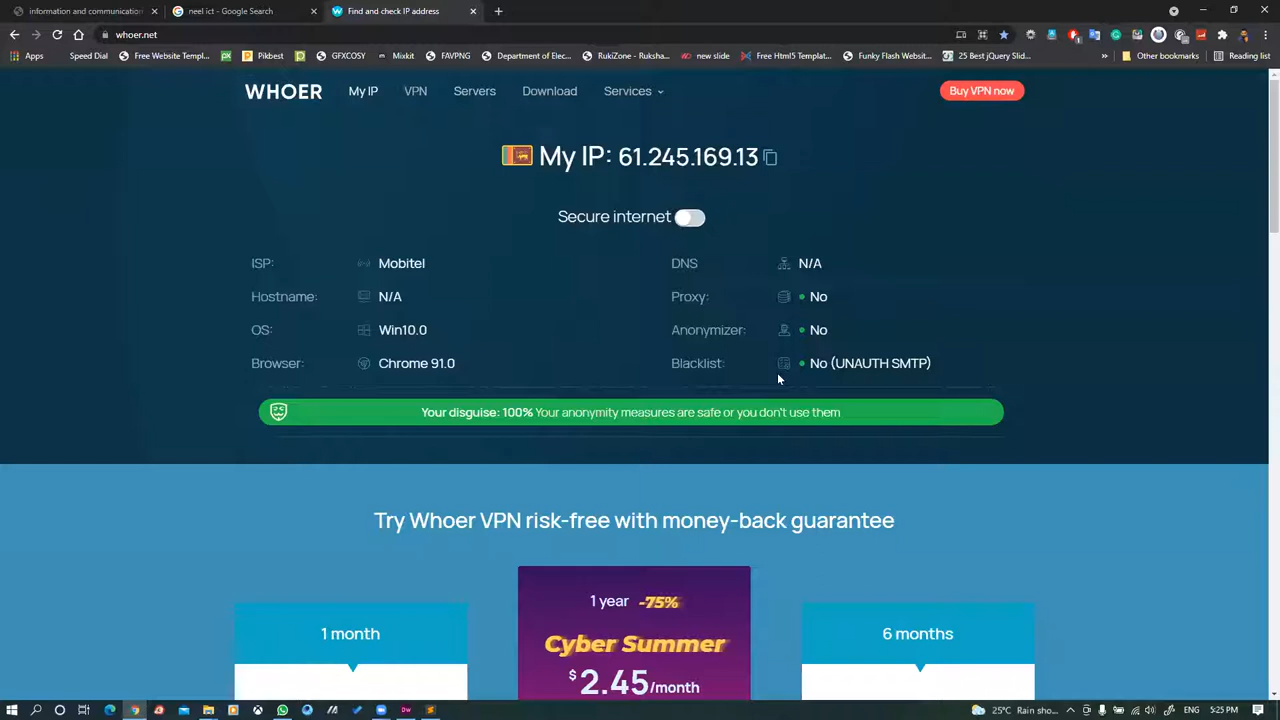 information and communication
neel ict - Google Search
Find and check IP address
whoer.net
Apps
Speed Dial
Free Website Templ...
Pikbest
GFXCOSY
Mixkit
FAVPNG
Department of Elec...
RukiZone - Ruksha...
new slide
Free Html5 Templat...
Funky Flash Websit...
25 Best jQuery Slid...
Other bookmarks
Reading list
WHOER
My IP
VPN
Servers
Download
Services
Buy VPN now
My IP: 61.245.169.13
Secure internet
ISP: Mobitel
DNS N/A
Hostname: N/A
Proxy: No
OS: Win10.0
Anonymizer: No
Browser: Chrome 91.0
Blacklist: No (UNAUTH SMTP)
Your disguise: 100% Your anonymity measures are safe or you don't use them
Try Whoer VPN risk-free with money-back guarantee
1 month
1 year -75%
Cyber Summer
$ 2.45/month
6 months
25°C Rain sho...
5:25 PM